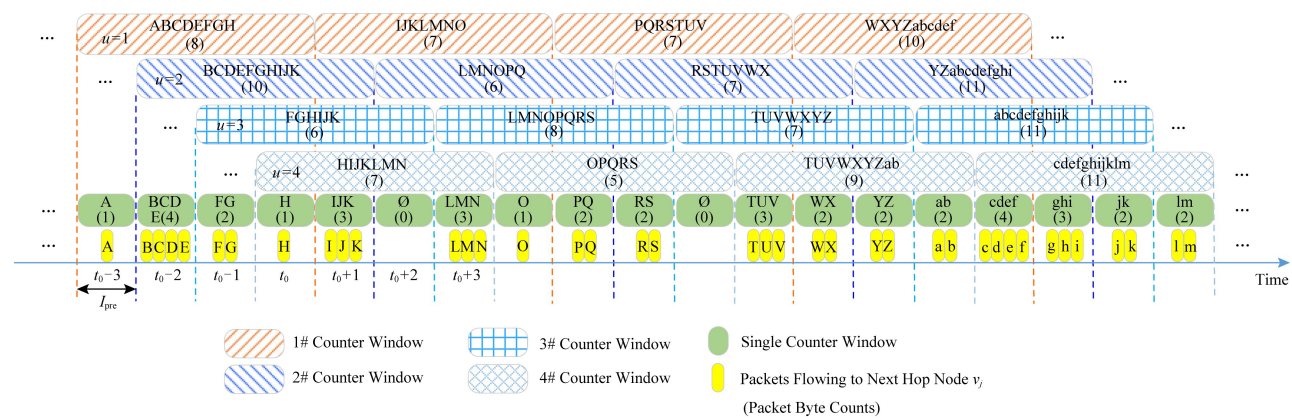 ... ABCDEFGH IJKLMNO PQRSTUV WXYZabcdef ...
u=1 (8) (7) (7) (10)
... BCDEFGHIJK LMNOPQ RSTUVWX YZabcdefghi ...
u=2 (10) (6) (7) (11)
... FGHIJK LMNOPQRS TUVWXYZ abcdefghijk ...
u=3 (6) (8) (7) (11)
... HIJKLMN OPQRS TUVWXYZab cdefghijklm ...
u=4 (7) (5) (9) (11)
... A BCD FG H IJK Ø LMN O PQ RS Ø TUV WX YZ ab cdef ghi jk lm ...
(1) E(4) (2) (1) (3) (0) (3) (1) (2) (2) (0) (3) (2) (2) (2) (4) (3) (2) (2)
... A B C D E F G H I J K L M N O P Q R S T U V W X Y Z a b c d e f g h i j k l m ...
t₀−3 t₀−2 t₀−1 t₀ t₀+1 t₀+2 t₀+3 Time
Ipre
1# Counter Window 3# Counter Window Single Counter Window
2# Counter Window 4# Counter Window Packets Flowing to Next Hop Node vⱼ
(Packet Byte Counts)